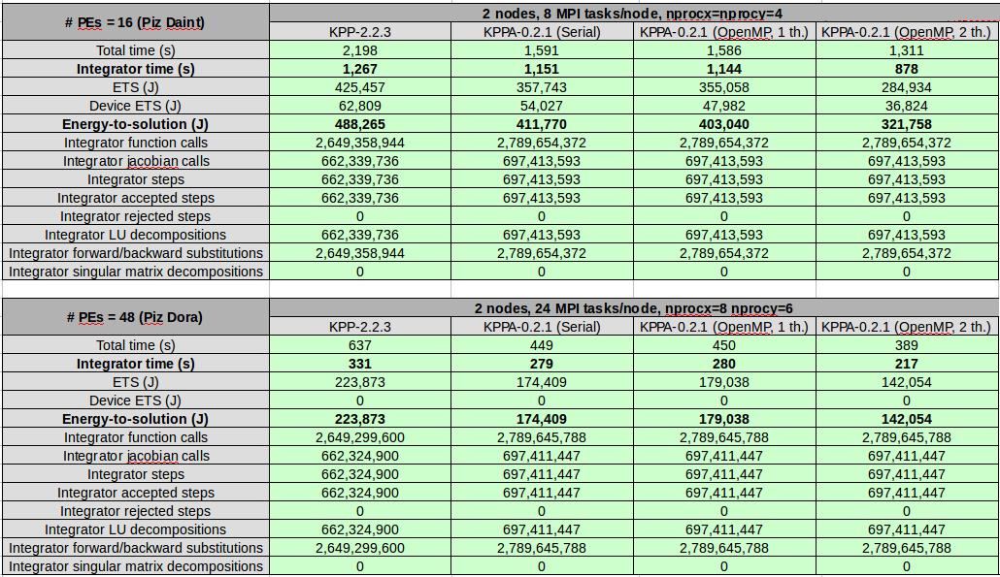 # PEs = 16 (Piz Daint) 2 nodes, 8 MPI tasks/node, nprocx=nprocy=4
KPP-2.2.3 KPPA-0.2.1 (Serial) KPPA-0.2.1 (OpenMP, 1 th.) KPPA-0.2.1 (OpenMP, 2 th.)
Total time (s) 2,198 1,591 1,586 1,311
Integrator time (s) 1,267 1,151 1,144 878
ETS (J) 425,457 357,743 355,058 284,934
Device ETS (J) 62,809 54,027 47,982 36,824
Energy-to-solution (J) 488,265 411,770 403,040 321,758
Integrator function calls 2,649,358,944 2,789,654,372 2,789,654,372 2,789,654,372
Integrator jacobian calls 662,339,736 697,413,593 697,413,593 697,413,593
Integrator steps 662,339,736 697,413,593 697,413,593 697,413,593
Integrator accepted steps 662,339,736 697,413,593 697,413,593 697,413,593
Integrator rejected steps 0 0 0 0
Integrator LU decompositions 662,339,736 697,413,593 697,413,593 697,413,593
Integrator forward/backward substitutions 2,649,358,944 2,789,654,372 2,789,654,372 2,789,654,372
Integrator singular matrix decompositions 0 0 0 0
# PEs = 48 (Piz Dora) 2 nodes, 24 MPI tasks/node, nprocx=8 nprocy=6
KPP-2.2.3 KPPA-0.2.1 (Serial) KPPA-0.2.1 (OpenMP, 1 th.) KPPA-0.2.1 (OpenMP, 2 th.)
Total time (s) 637 449 450 389
Integrator time (s) 331 279 280 217
ETS (J) 223,873 174,409 179,038 142,054
Device ETS (J) 0 0 0 0
Energy-to-solution (J) 223,873 174,409 179,038 142,054
Integrator function calls 2,649,299,600 2,789,645,788 2,789,645,788 2,789,645,788
Integrator jacobian calls 662,324,900 697,411,447 697,411,447 697,411,447
Integrator steps 662,324,900 697,411,447 697,411,447 697,411,447
Integrator accepted steps 662,324,900 697,411,447 697,411,447 697,411,447
Integrator rejected steps 0 0 0 0
Integrator LU decompositions 662,324,900 697,411,447 697,411,447 697,411,447
Integrator forward/backward substitutions 2,649,299,600 2,789,645,788 2,789,645,788 2,789,645,788
Integrator singular matrix decompositions 0 0 0 0